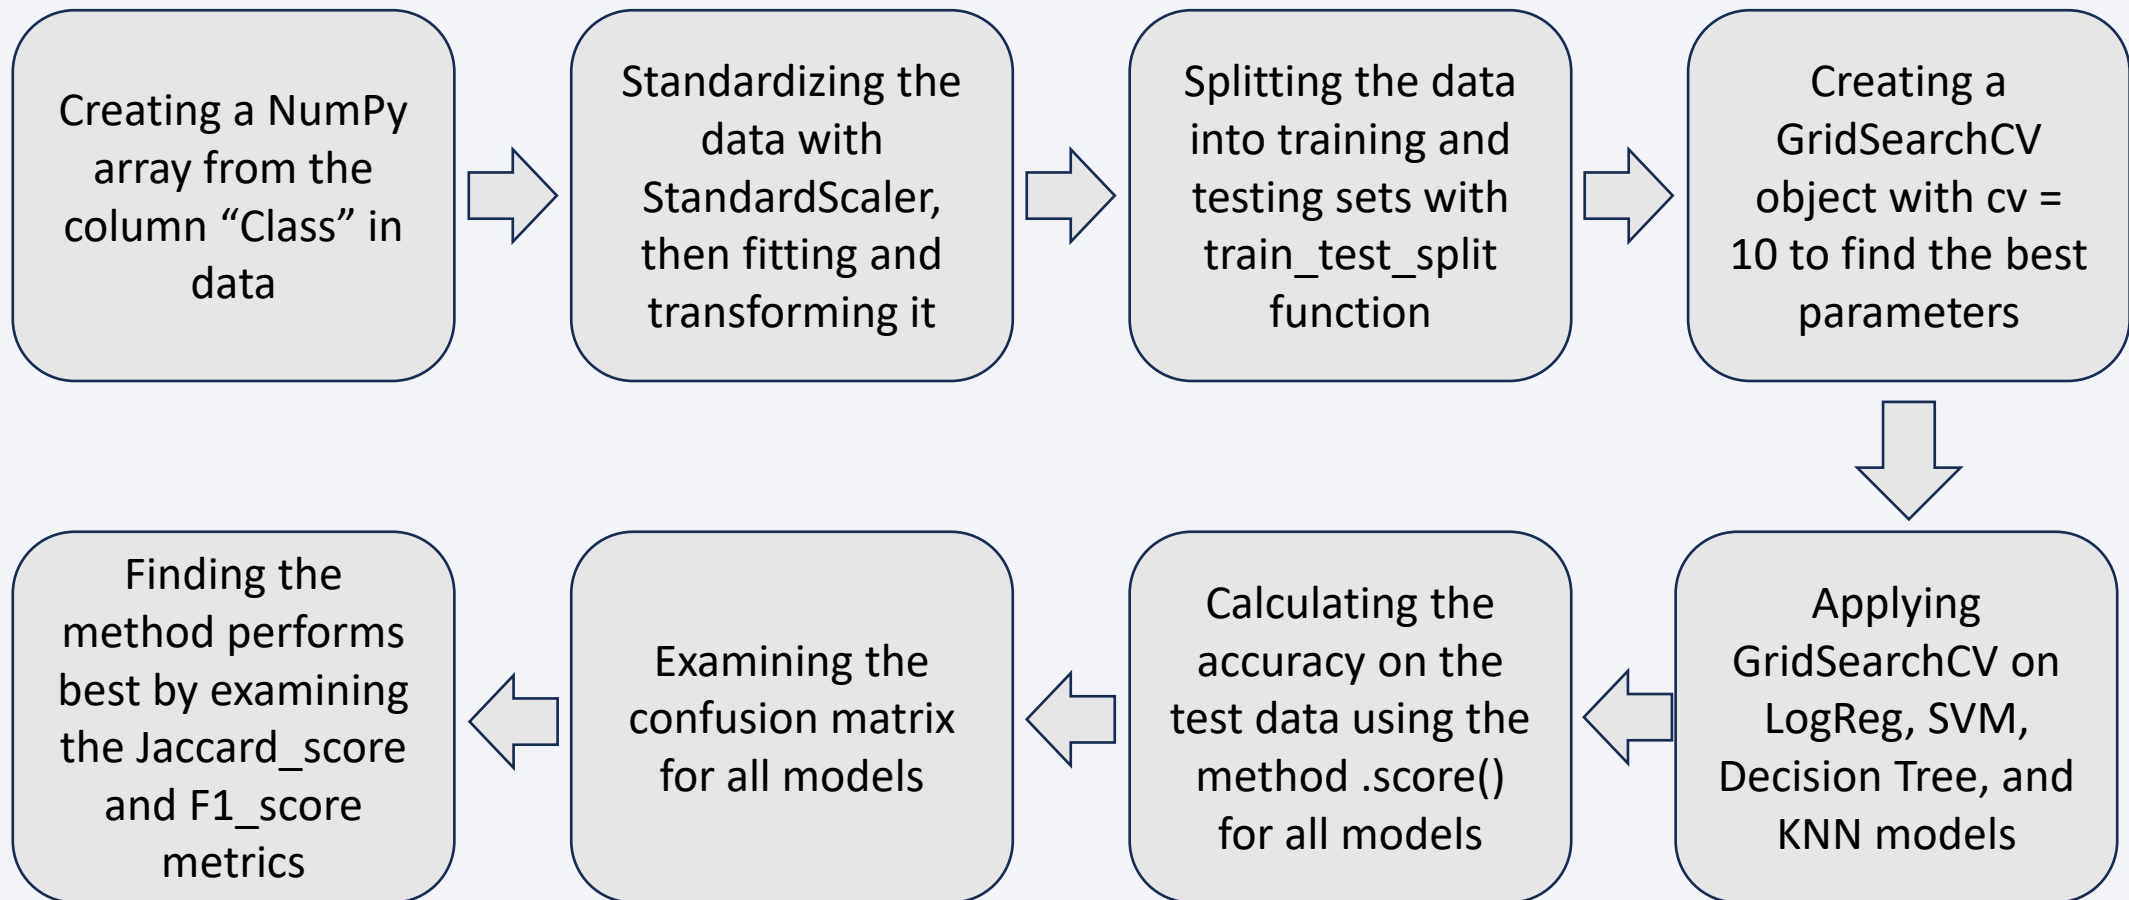 Creating a NumPy
array from the
column “Class” in
data
Standardizing the
data with
StandardScaler,
then fitting and
transforming it
Splitting the data
into training and
testing sets with
train_test_split
function
Creating a
GridSearchCV
object with cv =
10 to find the best
parameters
Applying
GridSearchCV on
LogReg, SVM,
Decision Tree, and
KNN models
Calculating the
accuracy on the
test data using the
method .score()
for all models
Examining the
confusion matrix
for all models
Finding the
method performs
best by examining
the Jaccard_score
and F1_score
metrics